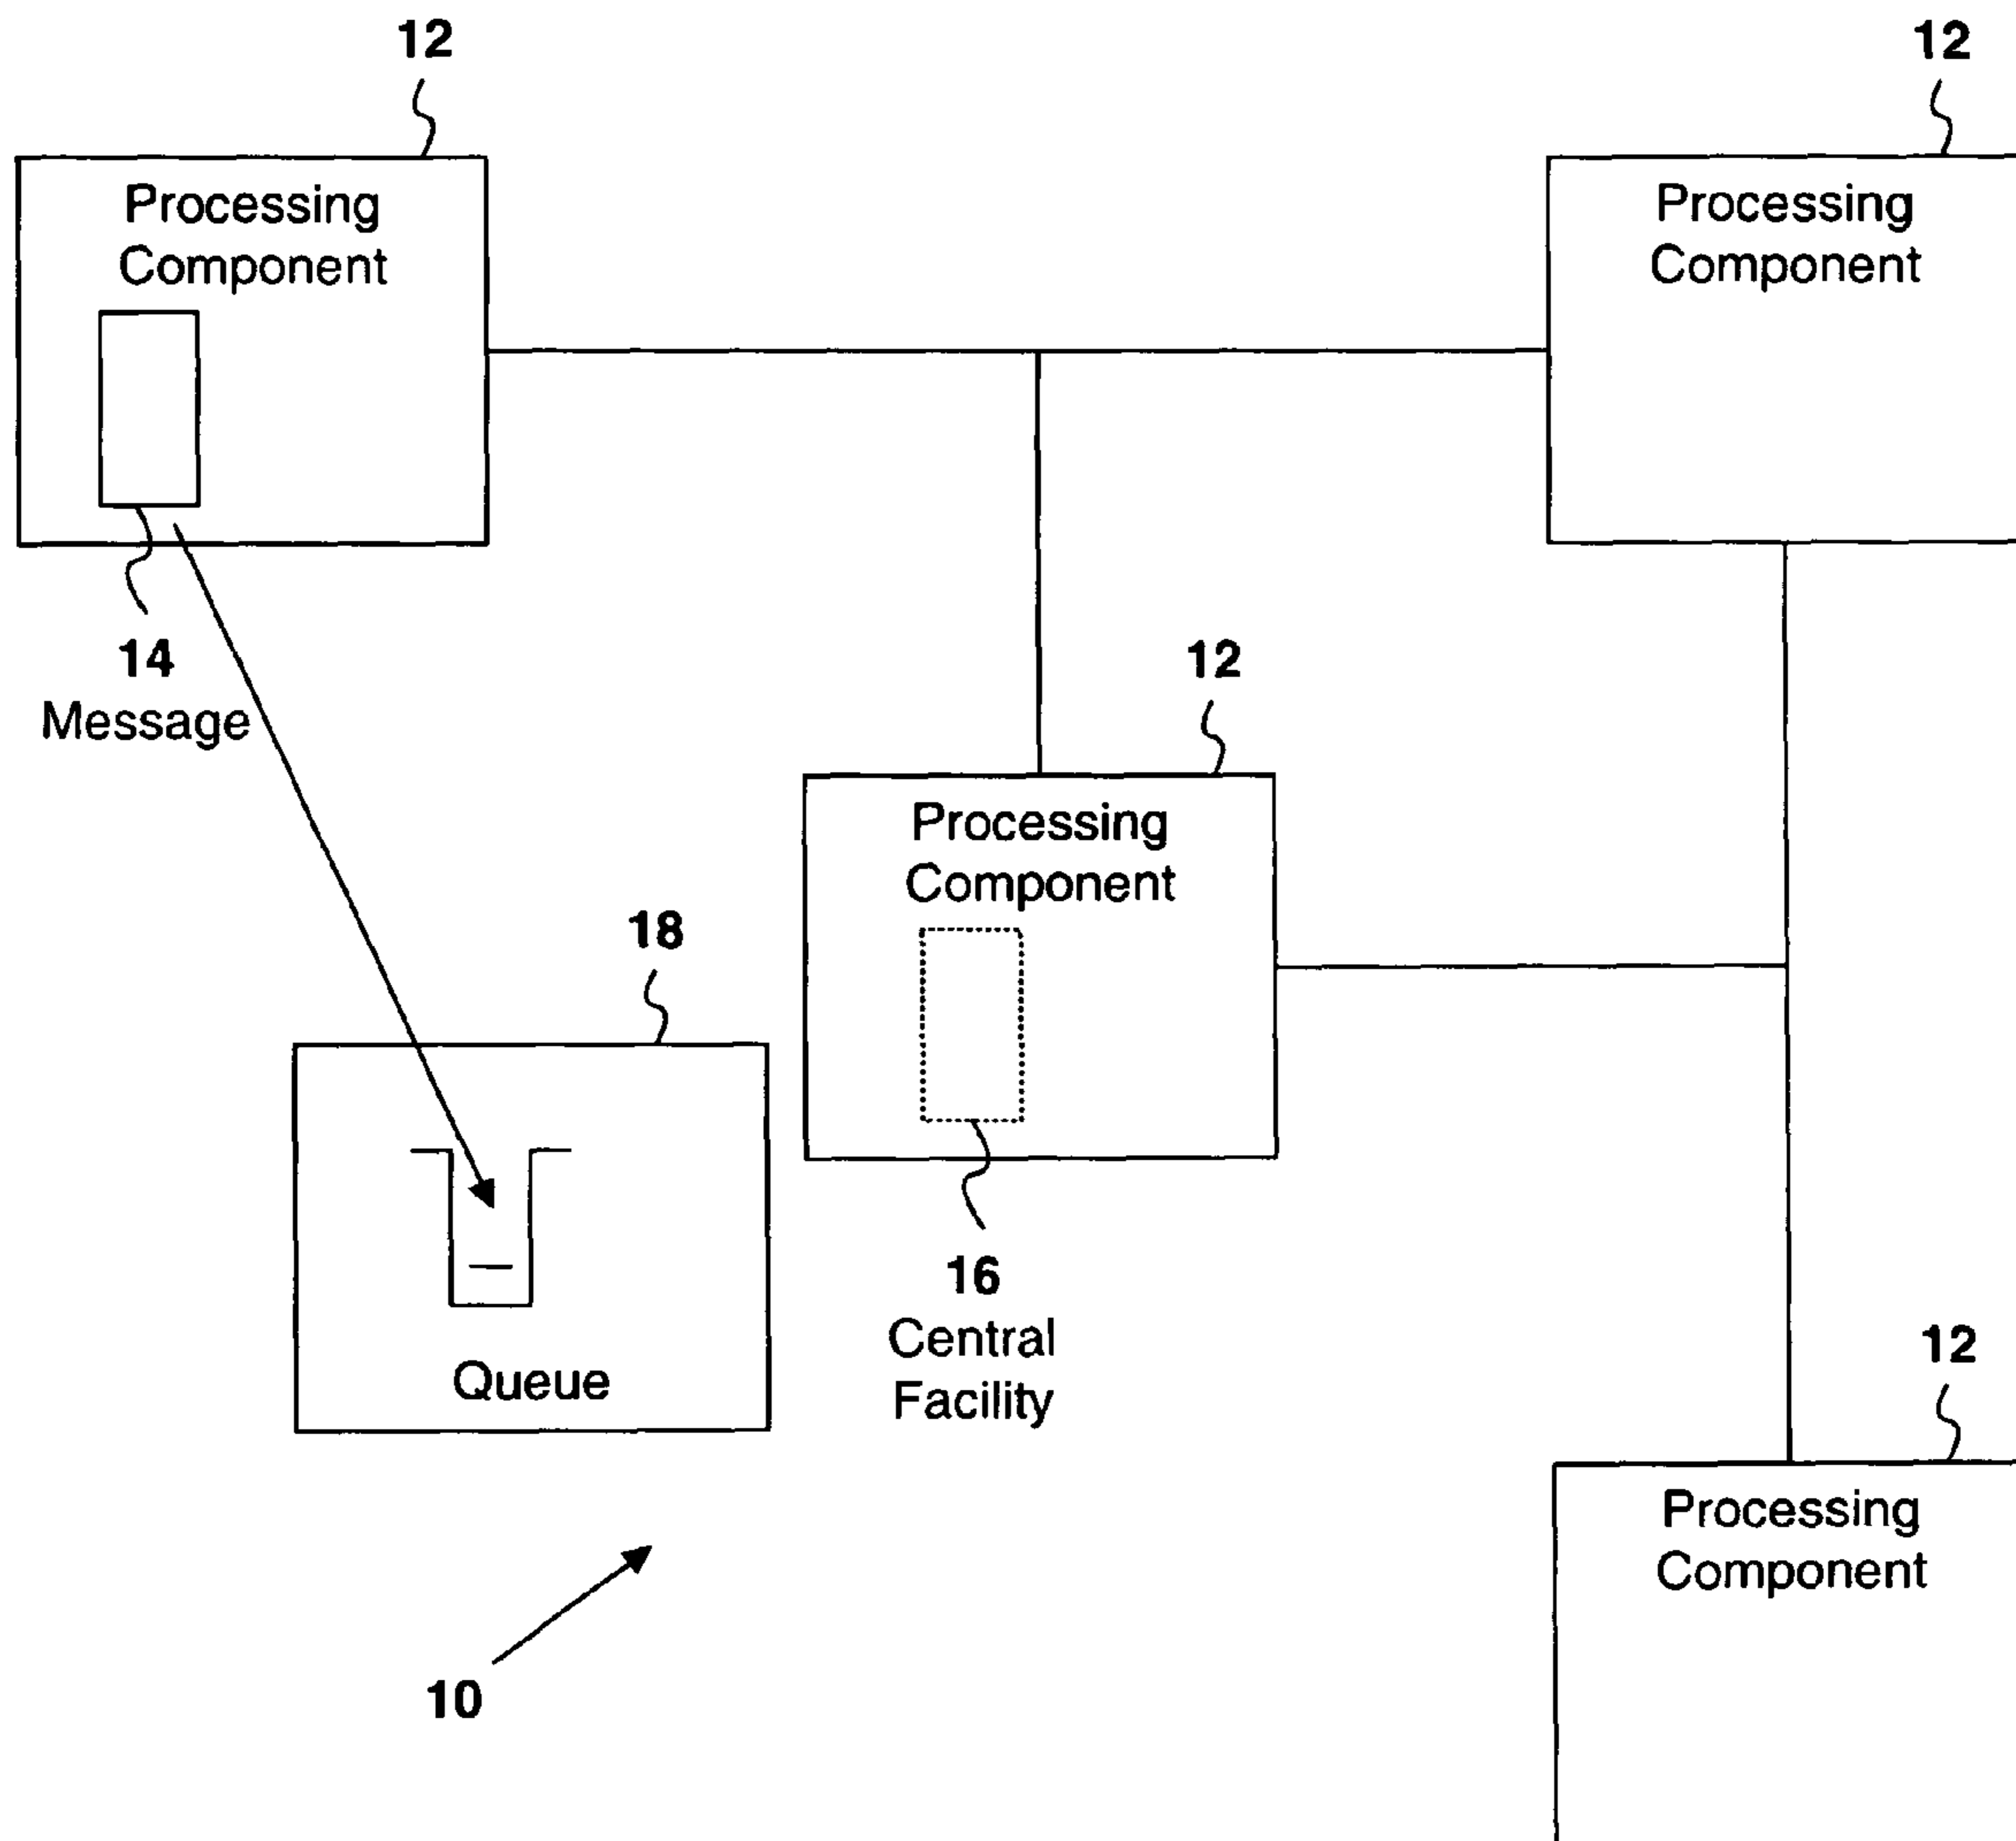 12
12
Processing
Component
Processing
Component
14
Message
12
Processing
Component
18
16
Central
Facility
Queue
12
Processing
Component
10